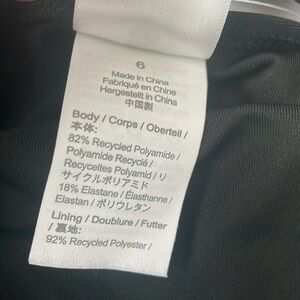 6
Made in China
Fabriqué en Chine
Hergestellt in China
中国製
Body / Corps / Oberteil /
本体:
82% Recycled Polyamide /
Polyamide Recyclé /
Recyceltes Polyamid / リ
サイクルポリアミド
18% Elastane / Élasthanne /
Elastan / ポリウレタン
Lining / Doublure / Futter
/ 裏地:
92% Recycled Polyester /